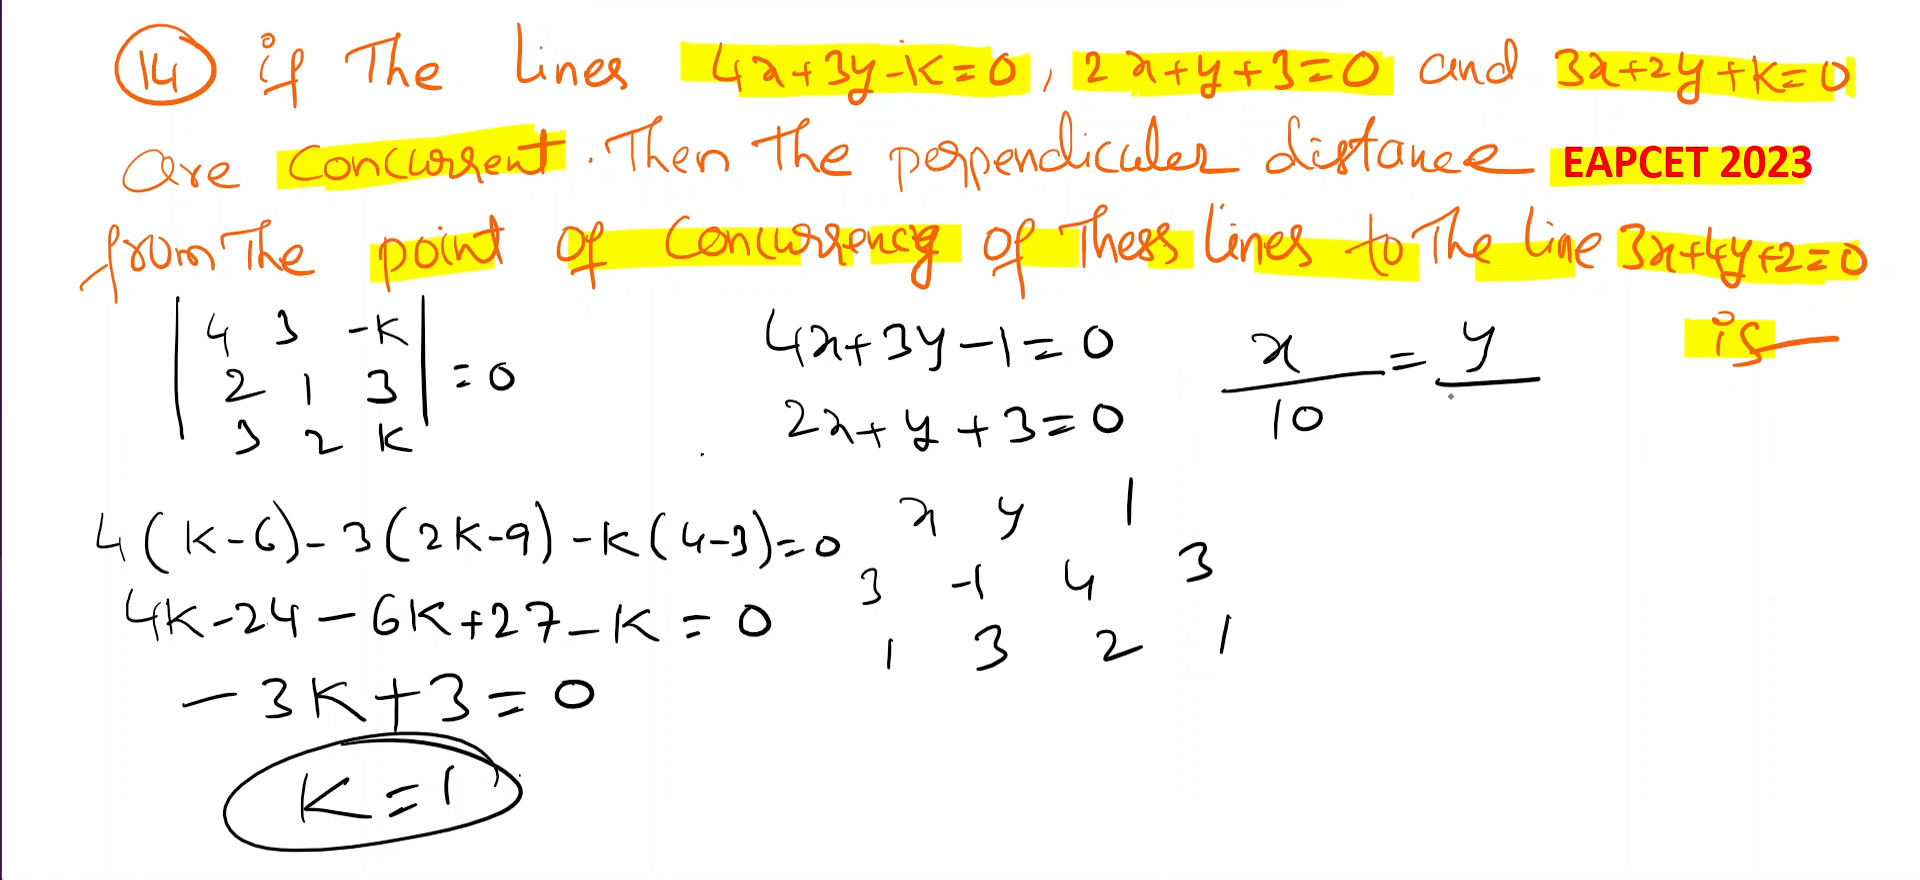 14 if The Lines 4x+3y-k=0, 2x+y+3=0 and 3x+2y+k=0
are concurrent. Then the perpendicular distance EAPCET 2023
from The point of concurrency of Thess lines to The line 3x+4y+2=0
is
| 4 3 -k |
| 2 1 3 | = 0
| 3 2 k |
4(k-6)-3(2k-9)-k(4-3)=0
4k-24-6k+27-k=0
-3k+3=0
k=1
4x+3y-1=0
2x+y+3=0
x y 1
3 -1 4 3
1 3 2 1
x/10 = y/